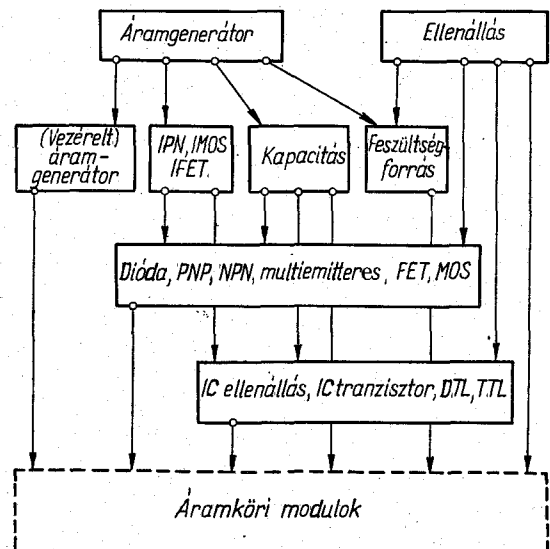 Áramgenerátor
Ellenállás
(Vezérelt)
áram-
generátor
IPN, IMOS
IFET.
Kapacitás
Feszültség-
forrás
Dióda, PNP, NPN, multiemitteres, FET, MOS
IC ellenállás, IC tranzisztor, DTL, TTL
Áramköri modulok